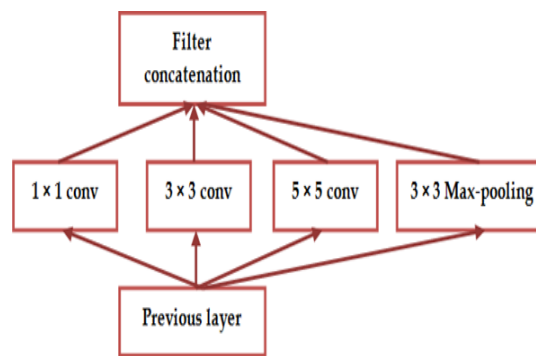 Filter
concatenation
1 × 1 conv
3 × 3 conv
5 × 5 conv
3 × 3 Max-pooling
Previous layer